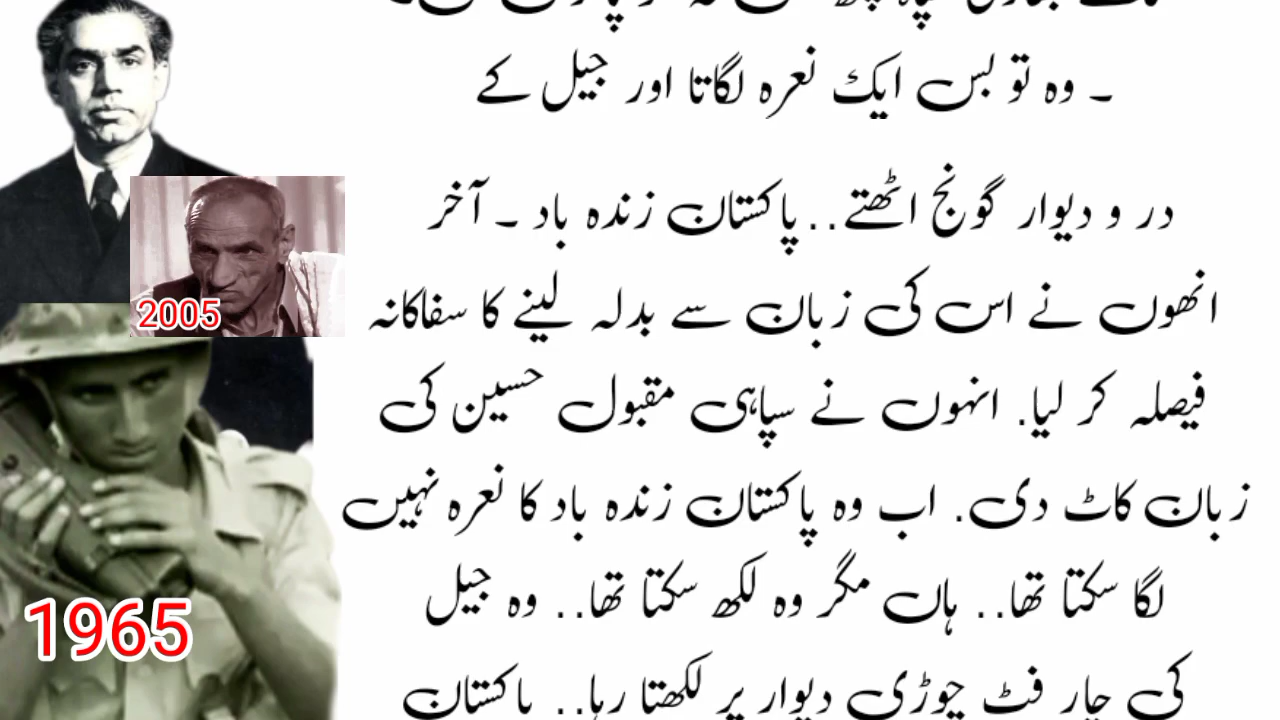 ۔ وہ تو بس ایک نعرہ لگاتا اور جیل کے
در و دیوار گونج اٹھتے.. پاکستان زندہ باد ۔ آخر
انھوں نے اس کی زبان سے بدلہ لینے کا سفاکانہ
فیصلہ کر لیا. انہوں نے سپاہی مقبول حسین کی
زبان کاٹ دی. اب وہ پاکستان زندہ باد کا نعرہ نہیں
لگا سکتا تھا.. ہاں مگر وہ لکھ سکتا تھا.. وہ جیل
کی چار فٹ چوڑی دیوار پر لکھتا رہا.. پاکستان
2005
1965